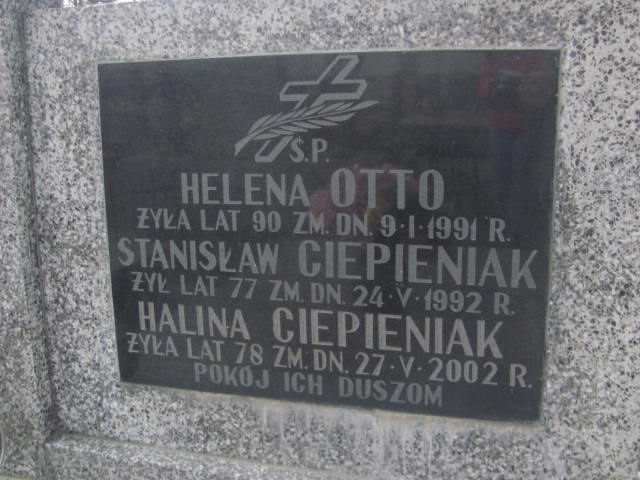 Ś.P.
HELENA OTTO
ŻYŁA LAT 90 ZM. DN. 9·I·1991 R.
STANISŁAW CIEPIENIAK
ŻYŁ LAT 77 ZM. DN. 24·V·1992 R.
HALINA CIEPIENIAK
ŻYŁA LAT 78 ZM. DN. 27·V·2002 R.
POKÓJ ICH DUSZOM